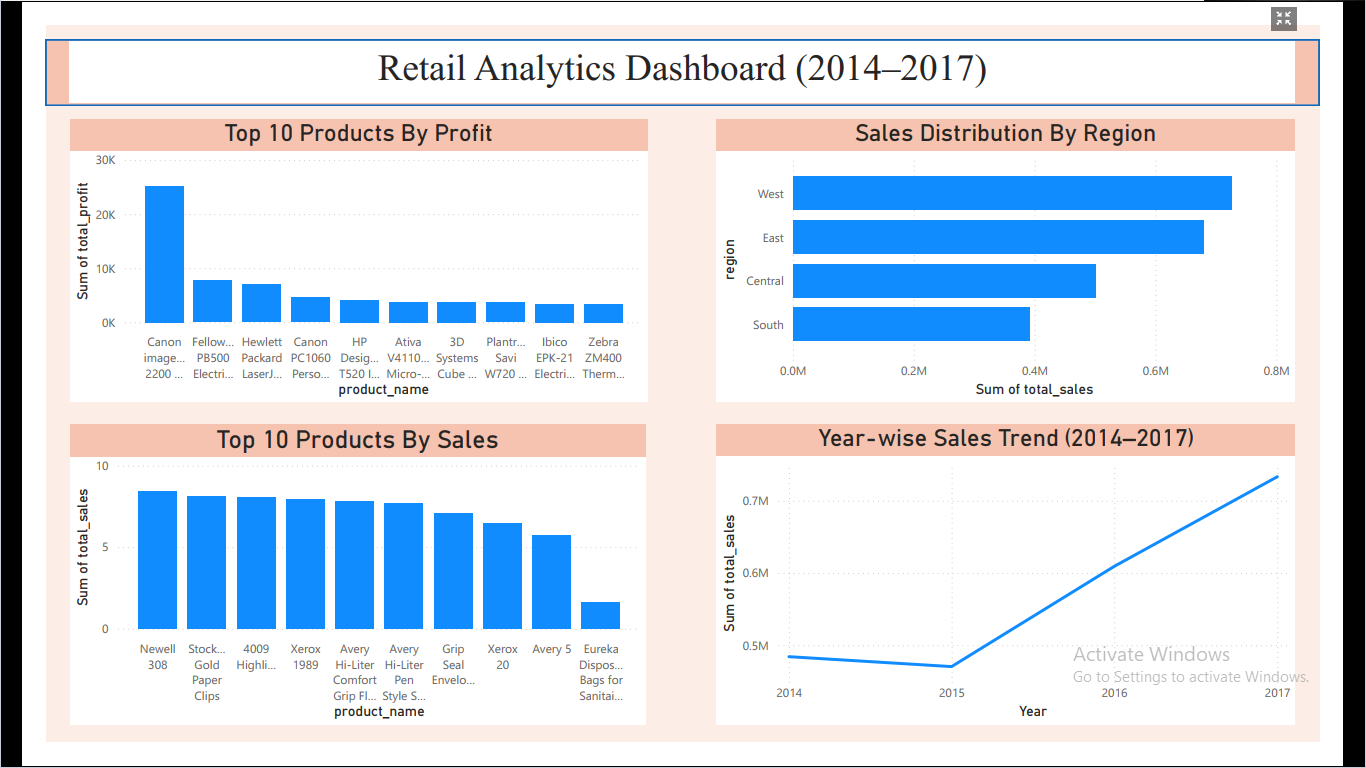 Retail Analytics Dashboard (2014–2017)
Top 10 Products By Profit
Sum of total_profit
30K
20K
10K
0K
Canon image... 2200 ...
Fellow... PB500 Electri...
Hewlett Packard LaserJ...
Canon PC1060 Perso...
HP Desig... T520 I...
Ativa V4110... Micro-...
3D Systems Cube ...
Plantr... Savi W720 ...
Ibico EPK-21 Electri...
Zebra ZM400 Therm...
product_name
Sales Distribution By Region
region
West
East
Central
South
0.0M 0.2M 0.4M 0.6M 0.8M
Sum of total_sales
Top 10 Products By Sales
Sum of total_sales
10
5
0
Newell 308
Stock... Gold Paper Clips
4009 Highli...
Xerox 1989
Avery Hi-Liter Comfort Grip Fl...
Avery Hi-Liter Pen Style S...
Grip Seal Envelo...
Xerox 20
Avery 5
Eureka Dispos... Bags for Sanitai...
product_name
Year-wise Sales Trend (2014–2017)
Sum of total_sales
0.7M
0.6M
0.5M
2014 2015 2016 2017
Year
Activate Windows
Go to Settings to activate Windows.